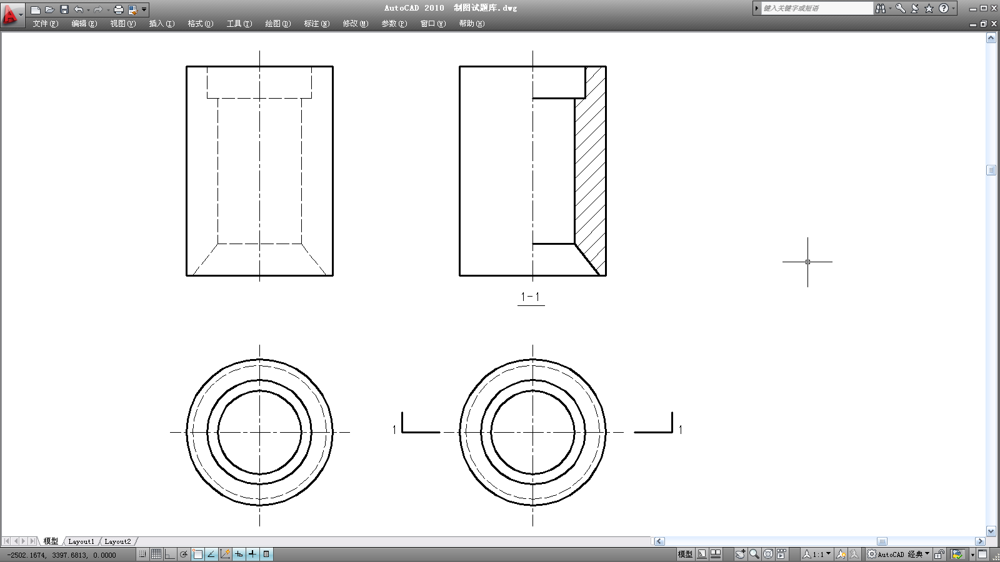 AutoCAD 2010 制图试题库.dwg
键入关键字或短语
文件(F) 编辑(E) 视图(V) 插入(I) 格式(O) 工具(T) 绘图(D) 标注(N) 修改(M) 参数(P) 窗口(W) 帮助(H)
1-1
1 1
模型 Layout1 Layout2
-2502.1674, 3397.6813, 0.0000 模型 1:1 AutoCAD 经典